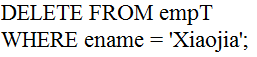 DELETE FROM empT
WHERE ename = 'Xiaojia';